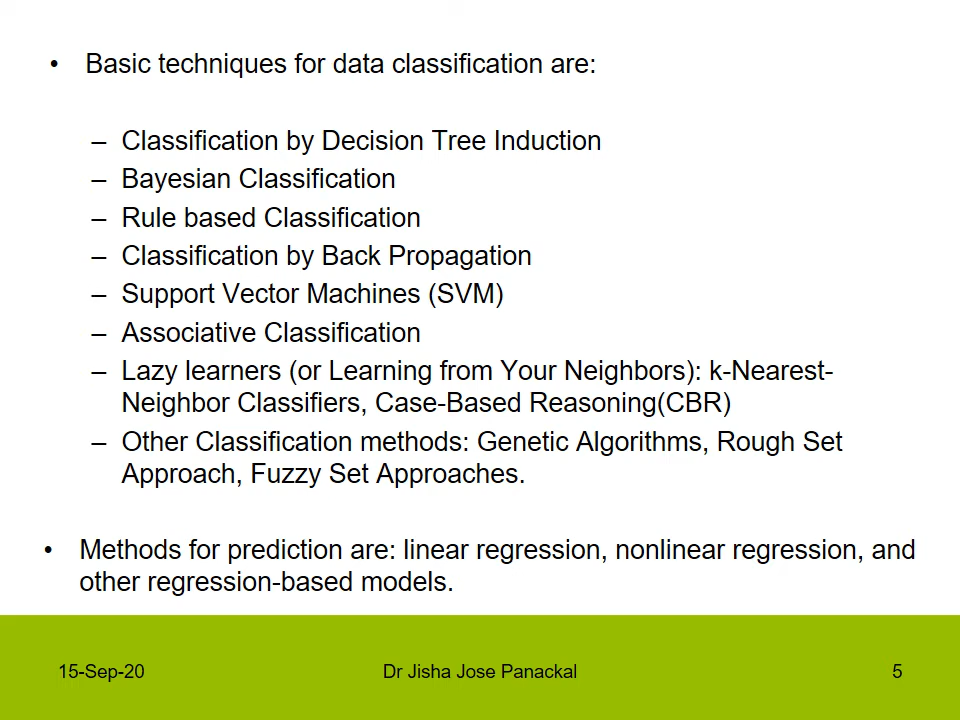 • Basic techniques for data classification are:
– Classification by Decision Tree Induction
– Bayesian Classification
– Rule based Classification
– Classification by Back Propagation
– Support Vector Machines (SVM)
– Associative Classification
– Lazy learners (or Learning from Your Neighbors): k-Nearest-
Neighbor Classifiers, Case-Based Reasoning(CBR)
– Other Classification methods: Genetic Algorithms, Rough Set
Approach, Fuzzy Set Approaches.
• Methods for prediction are: linear regression, nonlinear regression, and
other regression-based models.
15-Sep-20 Dr Jisha Jose Panackal 5